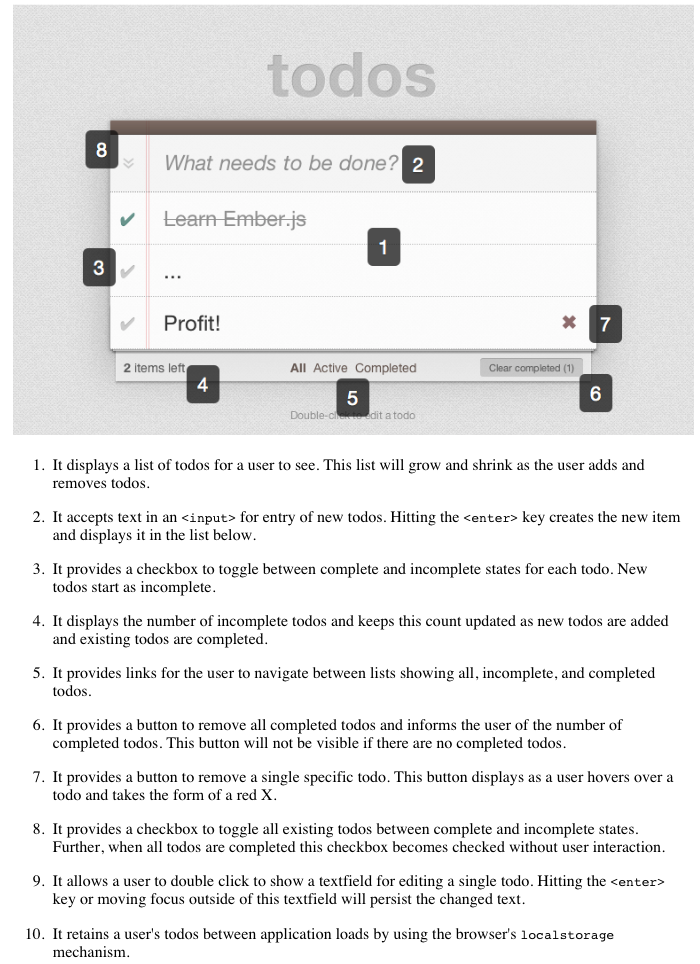 todos
8
What needs to be done?
2
Learn Ember.js
1
3
...
Profit!
7
2 items left
All Active Completed
Clear completed (1)
4
5
6
Double-click to edit a todo
1. It displays a list of todos for a user to see. This list will grow and shrink as the user adds and
removes todos.
2. It accepts text in an <input> for entry of new todos. Hitting the <enter> key creates the new item
and displays it in the list below.
3. It provides a checkbox to toggle between complete and incomplete states for each todo. New
todos start as incomplete.
4. It displays the number of incomplete todos and keeps this count updated as new todos are added
and existing todos are completed.
5. It provides links for the user to navigate between lists showing all, incomplete, and completed
todos.
6. It provides a button to remove all completed todos and informs the user of the number of
completed todos. This button will not be visible if there are no completed todos.
7. It provides a button to remove a single specific todo. This button displays as a user hovers over a
todo and takes the form of a red X.
8. It provides a checkbox to toggle all existing todos between complete and incomplete states.
Further, when all todos are completed this checkbox becomes checked without user interaction.
9. It allows a user to double click to show a textfield for editing a single todo. Hitting the <enter>
key or moving focus outside of this textfield will persist the changed text.
10. It retains a user's todos between application loads by using the browser's localstorage
mechanism.